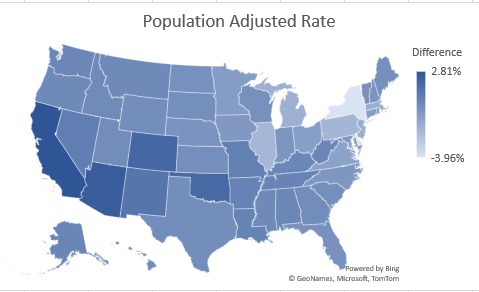 Population Adjusted Rate
Difference
2.81%
-3.96%
Powered by Bing
© GeoNames, Microsoft, TomTom